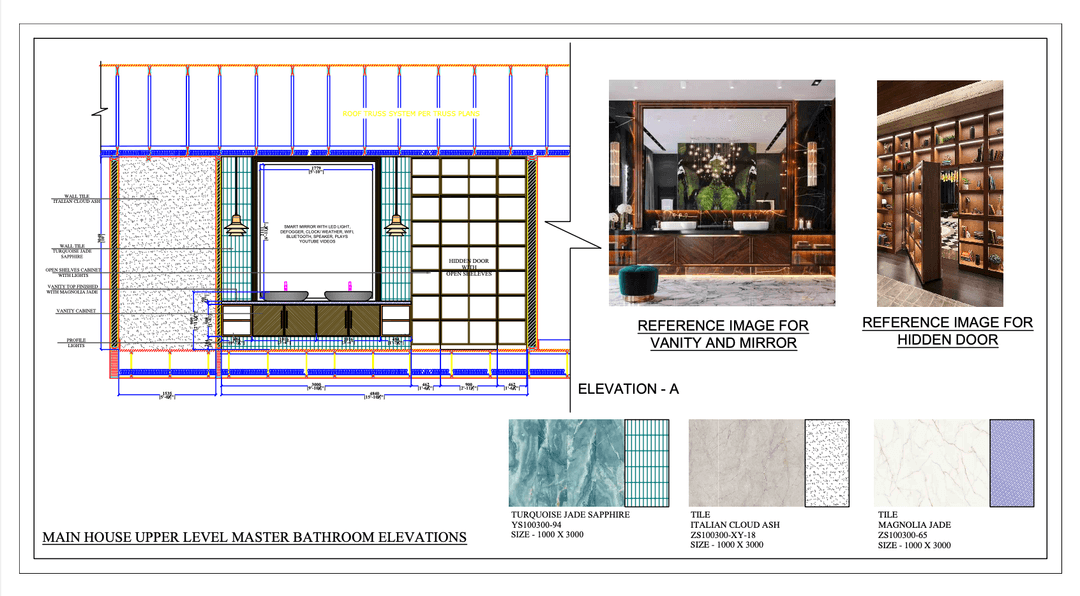 ROOF TRUSS SYSTEM PER TRUSS PLANS
1779
[5'-10"]
WALL TILE
ITALIAN CLOUD ASH
WALL TILE
TURQUOISE JADE
SAPPHIRE
OPEN SHELVES CABINET
WITH LIGHTS
VANITY TOP FINISHED
WITH MAGNOLIA JADE
VANITY CABINET
PROFILE
LIGHTS
SMART MIRROR WITH LED LIGHT,
DEFOGGER, CLOCK/ WEATHER, WIFI,
BLUETOOTH, SPEAKER, PLAYS
YOUTUBE VIDEOS
HIDDEN DOOR
WITH
OPEN SHELEVES
REFERENCE IMAGE FOR
VANITY AND MIRROR
REFERENCE IMAGE FOR
HIDDEN DOOR
ELEVATION - A
TURQUOISE JADE SAPPHIRE
YS100300-94
SIZE - 1000 X 3000
TILE
ITALIAN CLOUD ASH
ZS100300-XY-18
SIZE - 1000 X 3000
TILE
MAGNOLIA JADE
ZS100300-65
SIZE - 1000 X 3000
MAIN HOUSE UPPER LEVEL MASTER BATHROOM ELEVATIONS